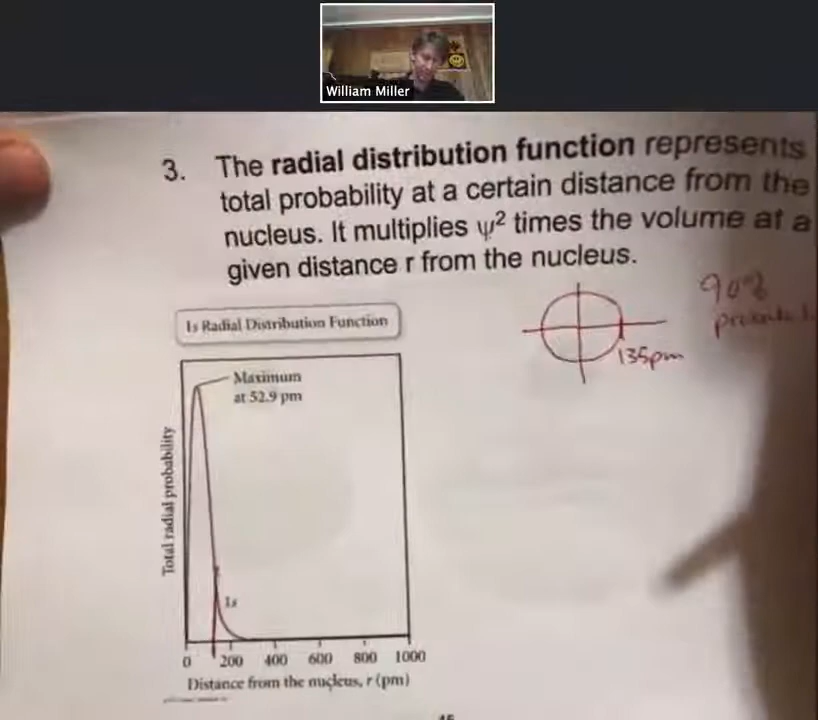 William Miller
3. The radial distribution function represents
total probability at a certain distance from the
nucleus. It multiplies ψ² times the volume at a
given distance r from the nucleus.
90%
135pm
1s Radial Distribution Function
Maximum
at 52.9 pm
Total radial probability
1s
0 200 400 600 800 1000
Distance from the nucleus, r (pm)